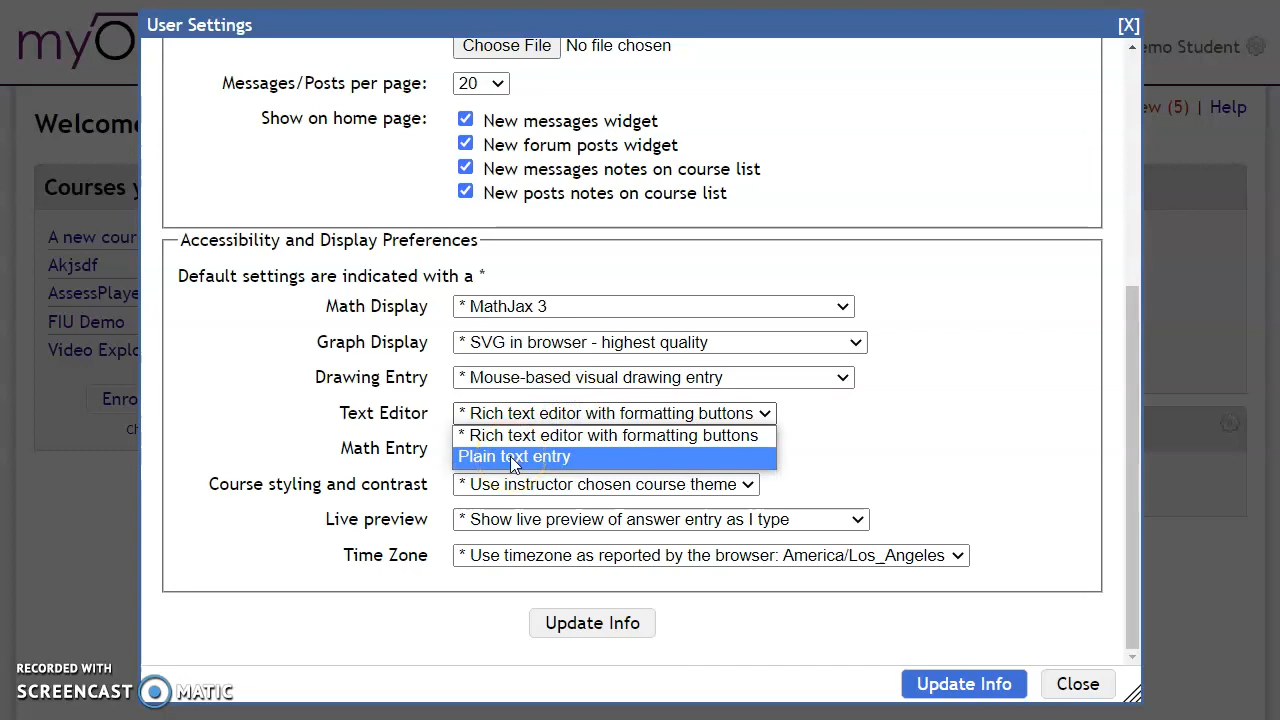 User Settings
[X]
myO
emo Student
Choose File No file chosen
Messages/Posts per page: 20
Show on home page:
New messages widget
New forum posts widget
New messages notes on course list
New posts notes on course list
(5) | Help
Welcome
Courses
A new cour
Akjsdf
AssessPlaye
FIU Demo
Video Explo
Enro
Accessibility and Display Preferences
Default settings are indicated with a *
Math Display * MathJax 3
Graph Display * SVG in browser - highest quality
Drawing Entry * Mouse-based visual drawing entry
Text Editor * Rich text editor with formatting buttons
* Rich text editor with formatting buttons
Plain text entry
Math Entry
Course styling and contrast * Use instructor chosen course theme
Live preview * Show live preview of answer entry as I type
Time Zone * Use timezone as reported by the browser: America/Los_Angeles
Update Info
Update Info Close
RECORDED WITH
SCREENCAST MATIC